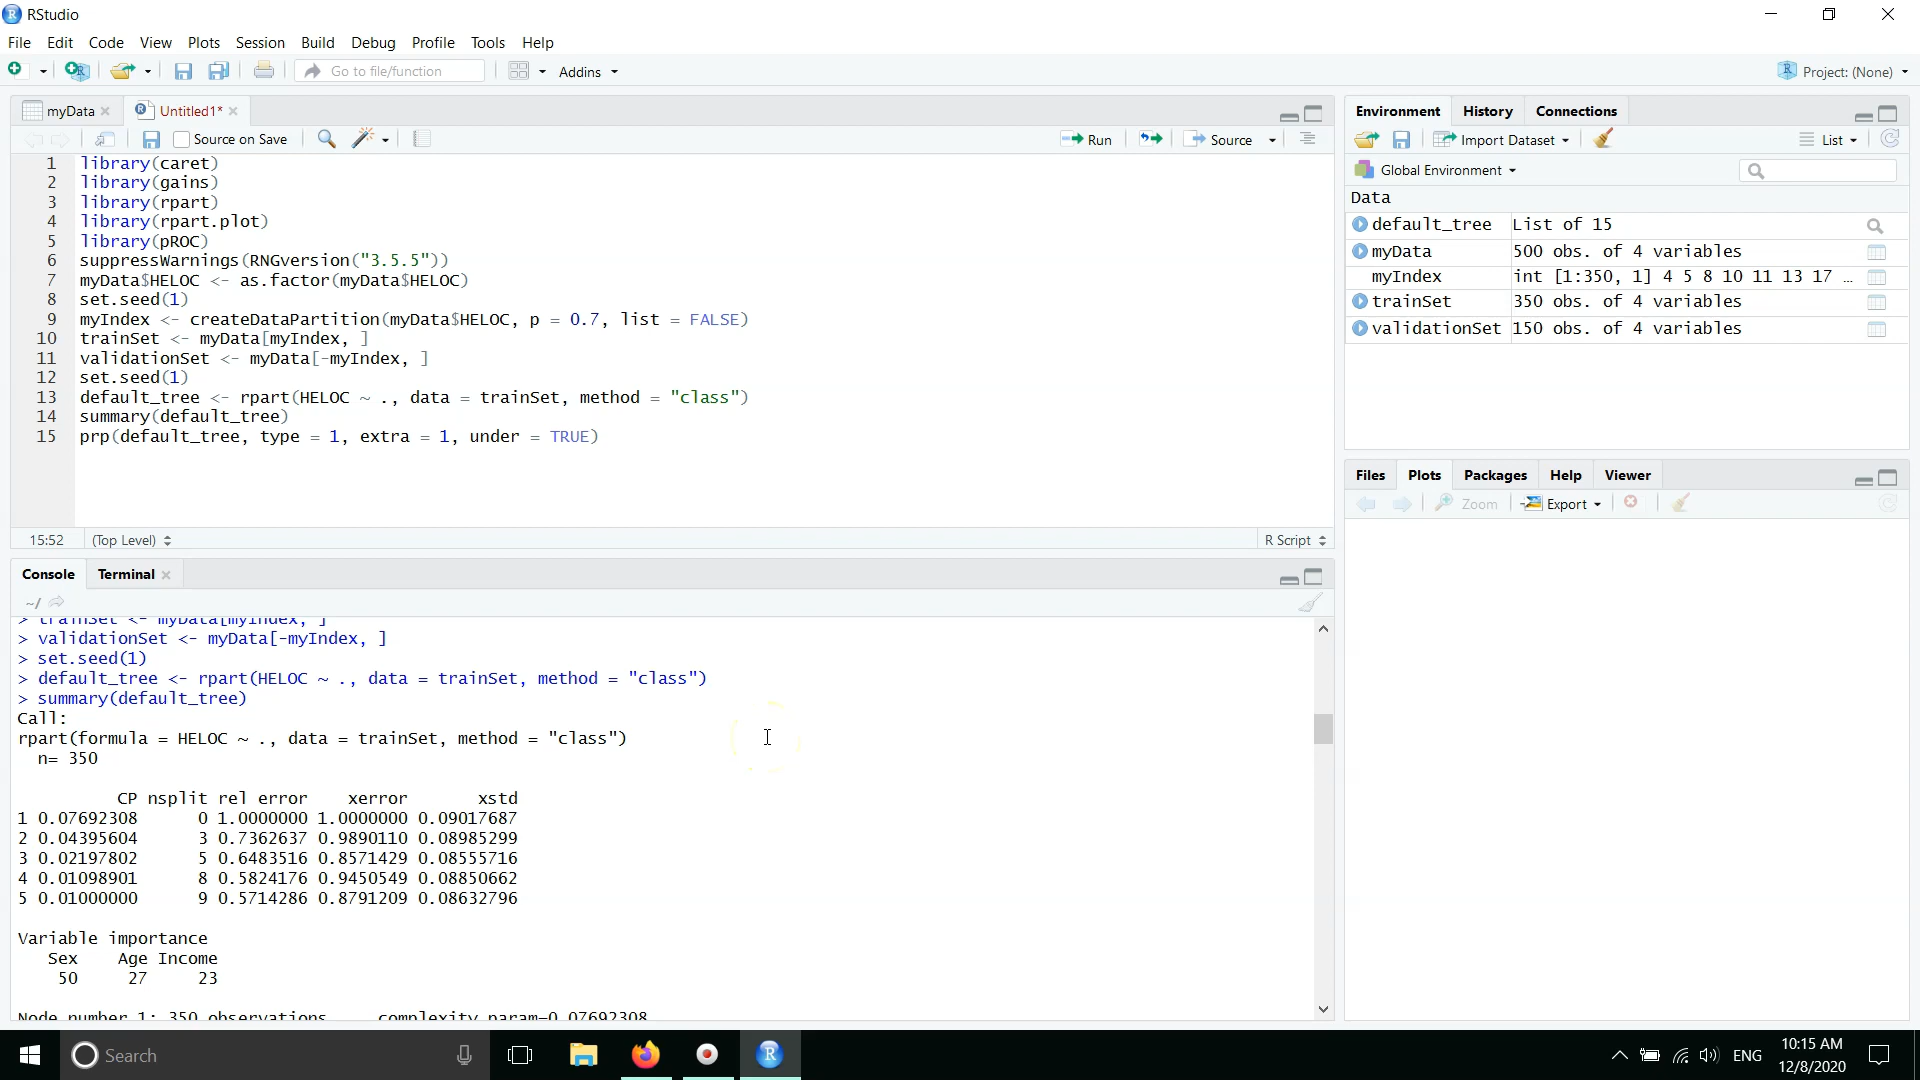 RStudio
File Edit Code View Plots Session Build Debug Profile Tools Help
Go to file/function Addins Project: (None)
myData Untitled1*
Source on Save Run Source
1 library(caret)
2 library(gains)
3 library(rpart)
4 library(rpart.plot)
5 library(pROC)
6 suppressWarnings(RNGversion("3.5.5"))
7 myData$HELOC <- as.factor(myData$HELOC)
8 set.seed(1)
9 myIndex <- createDataPartition(myData$HELOC, p = 0.7, list = FALSE)
10 trainSet <- myData[myIndex, ]
11 validationSet <- myData[-myIndex, ]
12 set.seed(1)
13 default_tree <- rpart(HELOC ~ ., data = trainSet, method = "class")
14 summary(default_tree)
15 prp(default_tree, type = 1, extra = 1, under = TRUE)
15:52 (Top Level) R Script
Console Terminal
~/
> trainSet <- myData[myIndex, ]
> validationSet <- myData[-myIndex, ]
> set.seed(1)
> default_tree <- rpart(HELOC ~ ., data = trainSet, method = "class")
> summary(default_tree)
Call:
rpart(formula = HELOC ~ ., data = trainSet, method = "class")
n= 350
CP nsplit rel error xerror xstd
1 0.07692308 0 1.0000000 1.0000000 0.09017687
2 0.04395604 3 0.7362637 0.9890110 0.08985299
3 0.02197802 5 0.6483516 0.8571429 0.08555716
4 0.01098901 8 0.5824176 0.9450549 0.08850662
5 0.01000000 9 0.5714286 0.8791209 0.08632796
Variable importance
Sex Age Income
50 27 23
Node number 1: 350 observations, complexity param=0.07692308
Environment History Connections
Import Dataset List
Global Environment
Data
default_tree List of 15
myData 500 obs. of 4 variables
myIndex int [1:350, 1] 4 5 8 10 11 13 17 ...
trainSet 350 obs. of 4 variables
validationSet 150 obs. of 4 variables
Files Plots Packages Help Viewer
Zoom Export
Search
ENG
10:15 AM
12/8/2020